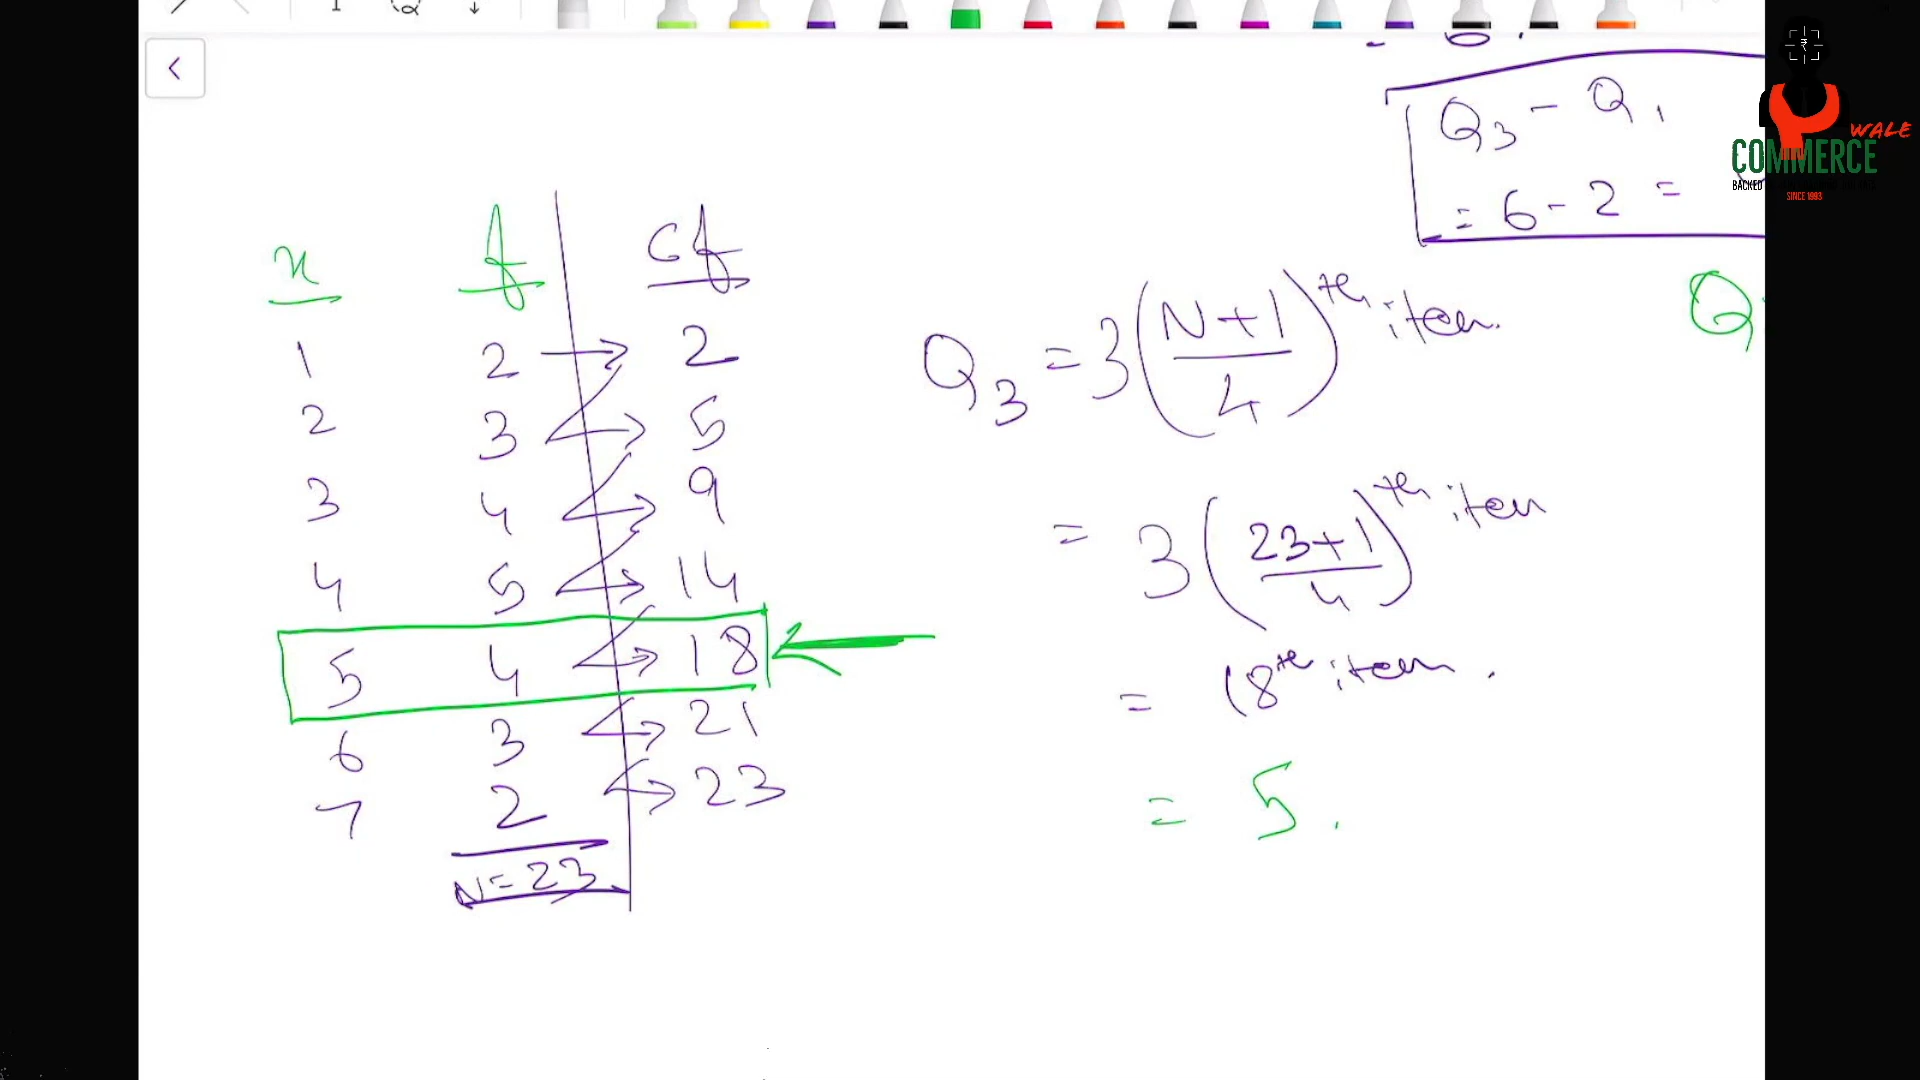 Q3 - Q1
= 6 - 2 =
COMMERCE WALE
SINCE 1993
x f cf
1 2 2
2 3 5
3 4 9
4 5 14
5 4 18
6 3 21
7 2 23
N = 23
Q3 = 3(N+1/4)th item.
= 3(23+1/4)th item
= 18th item.
= 5.
Q